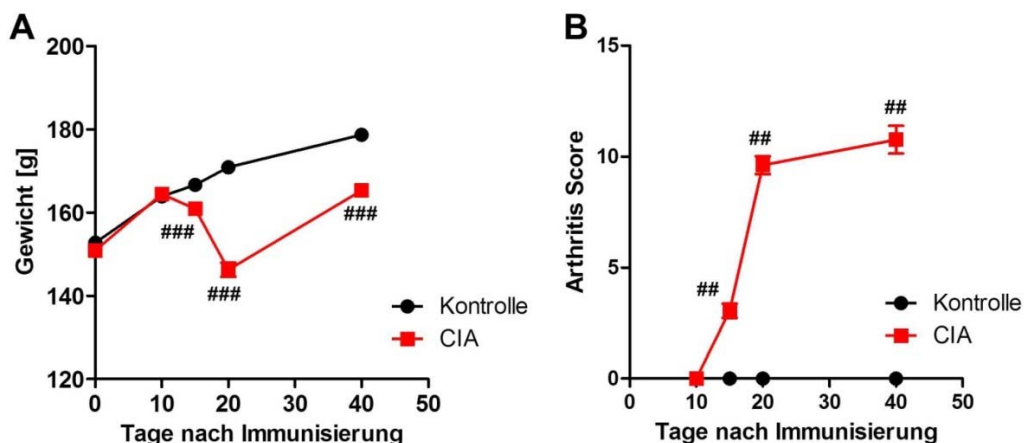 A
Gewicht [g]
200
180
160
140
120
###
###
###
Kontrolle
CIA
0 10 20 30 40 50
Tage nach Immunisierung
B
Arthritis Score
15
10
5
0
##
##
##
Kontrolle
CIA
0 10 20 30 40 50
Tage nach Immunisierung